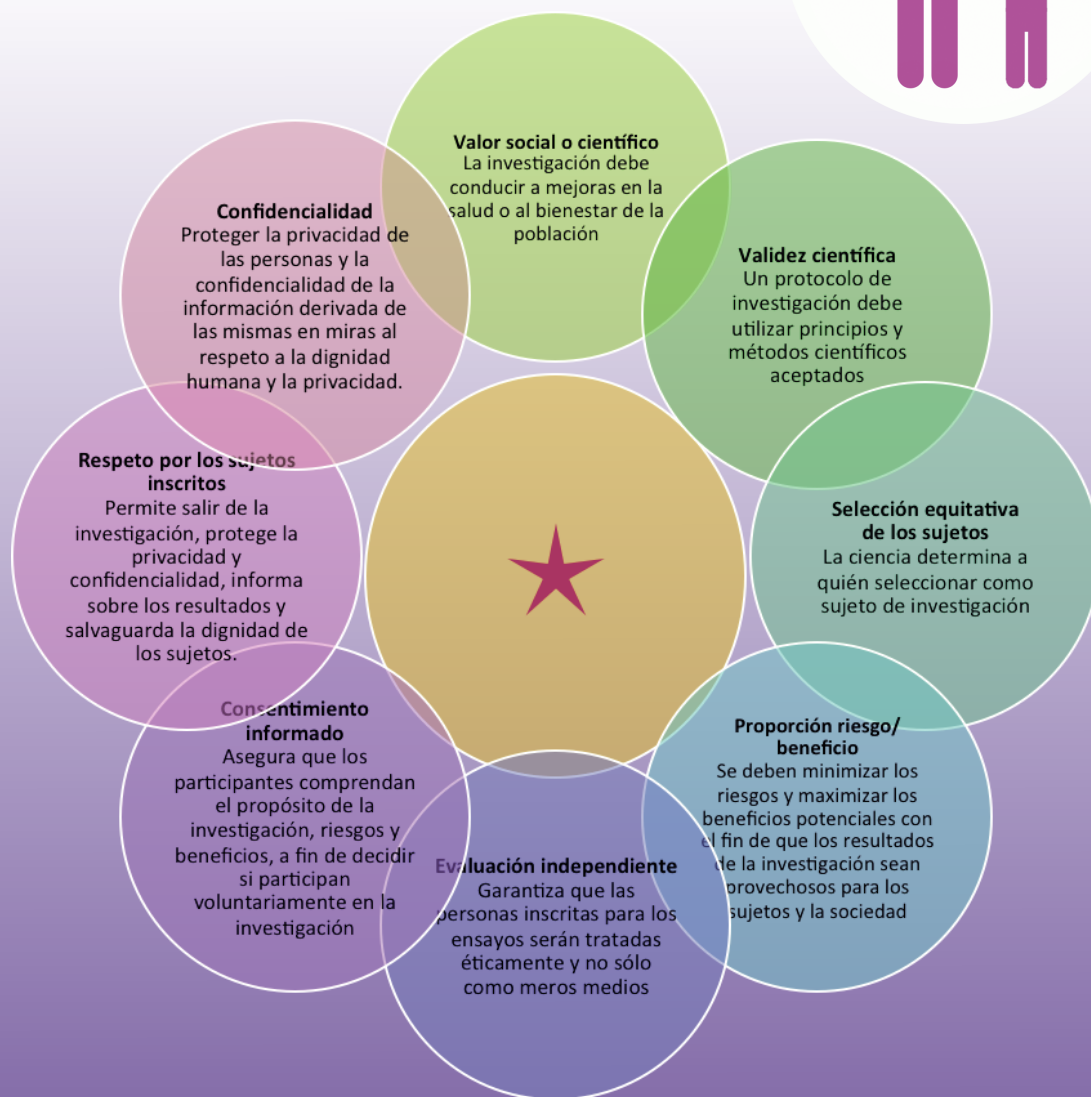 Valor social o científico
La investigación debe
conducir a mejoras en la
salud o al bienestar de la
población
Validez científica
Un protocolo de
investigación debe
utilizar principios y
métodos científicos
aceptados
Selección equitativa
de los sujetos
La ciencia determina a
quién seleccionar como
sujeto de investigación
Proporción riesgo/
beneficio
Se deben minimizar los
riesgos y maximizar los
beneficios potenciales con
el fin de que los resultados
de la investigación sean
provechosos para los
sujetos y la sociedad
Evaluación independiente
Garantiza que las
personas inscritas para los
ensayos serán tratadas
éticamente y no sólo
como meros medios
Consentimiento
informado
Asegura que los
participantes comprendan
el propósito de la
investigación, riesgos y
beneficios, a fin de decidir
si participan
voluntariamente en la
investigación
Respeto por los sujetos
inscritos
Permite salir de la
investigación, protege la
privacidad y
confidencialidad, informa
sobre los resultados y
salvaguarda la dignidad de
los sujetos.
Confidencialidad
Proteger la privacidad de
las personas y la
confidencialidad de la
información derivada de
las mismas en miras al
respeto a la dignidad
humana y la privacidad.